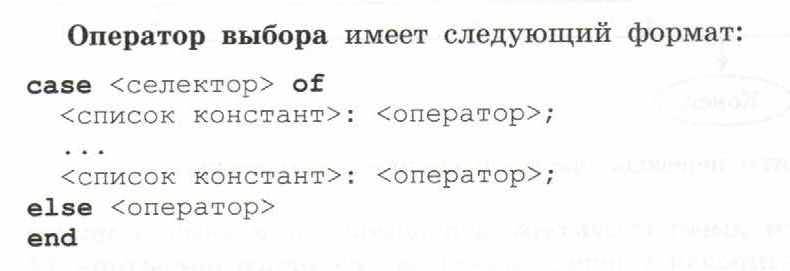 Оператор выбора имеет следующий формат:
case <селектор> of
<список констант>: <оператор>;
...
<список констант>: <оператор>;
else <оператор>
end